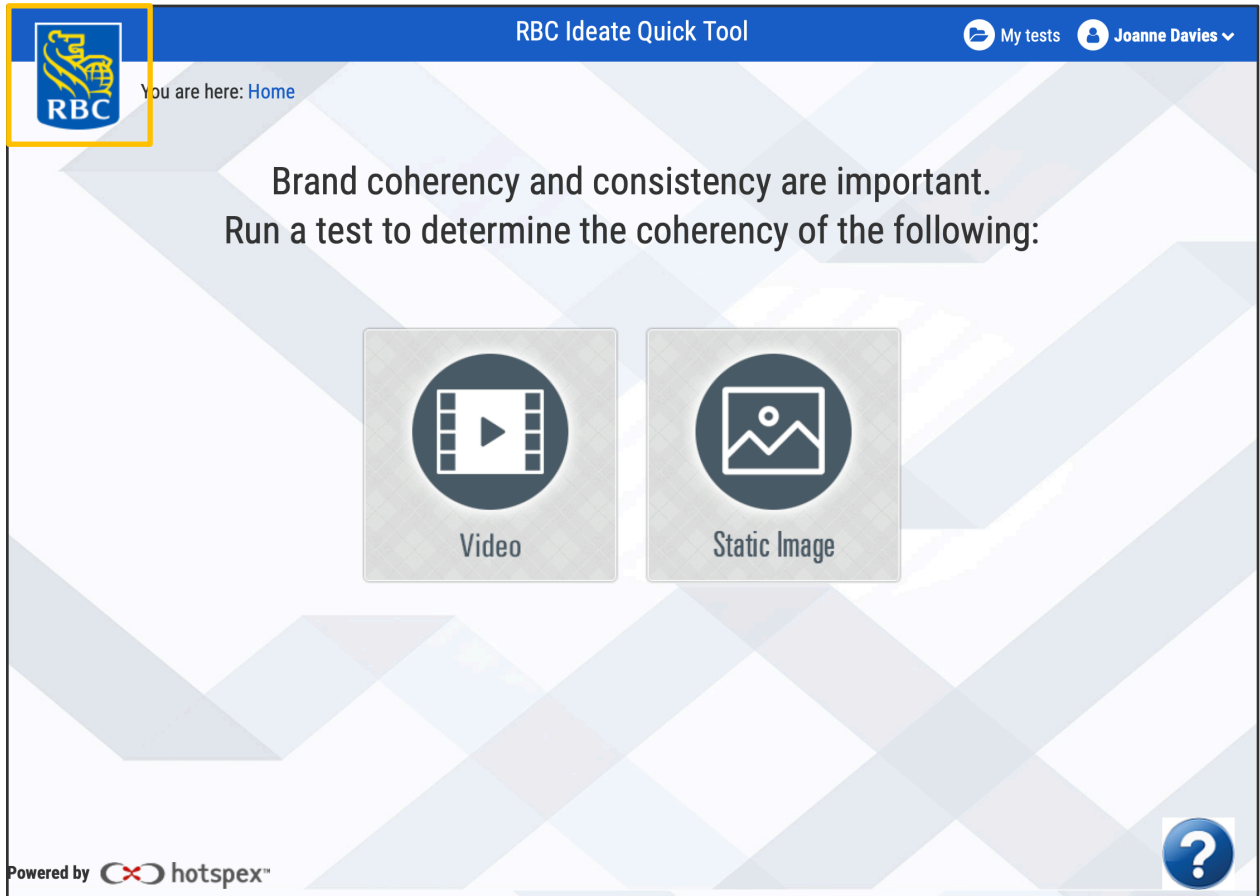 RBC Ideate Quick Tool
My tests
Joanne Davies
RBC
You are here: Home
Brand coherency and consistency are important.
Run a test to determine the coherency of the following:
Video
Static Image
Powered by hotspex™
?